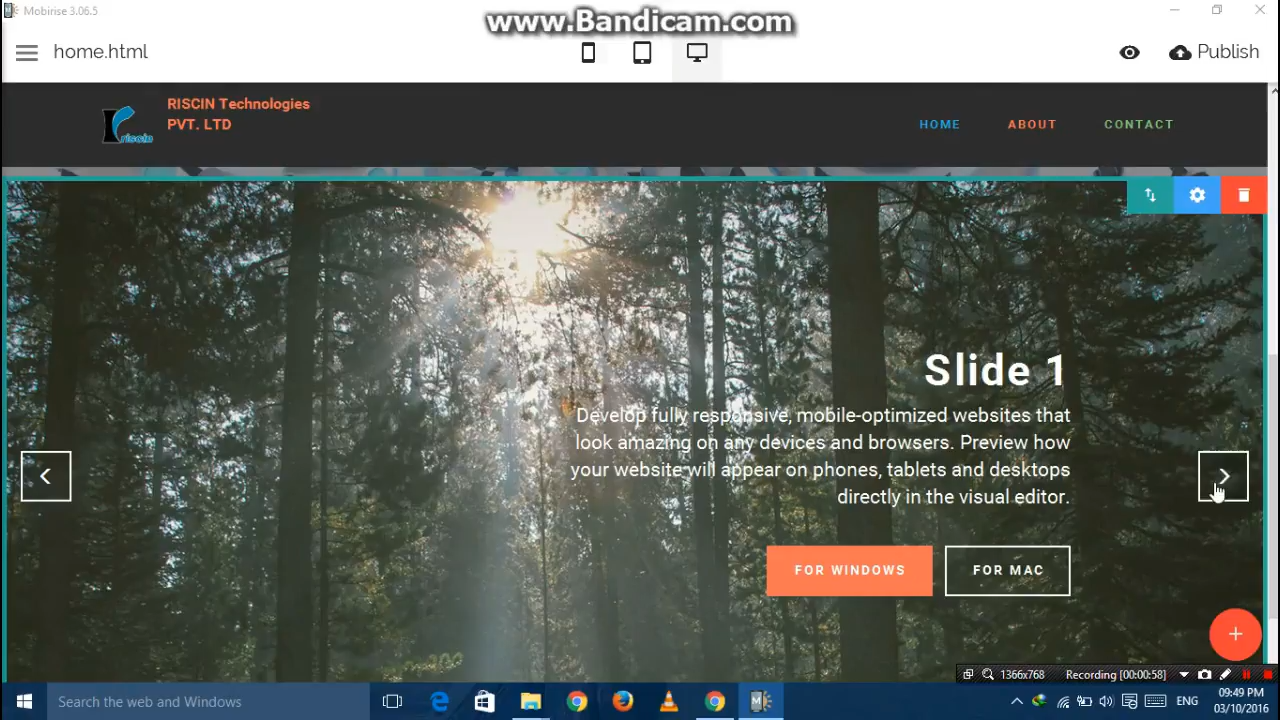 Mobirise 3.06.5
www.Bandicam.com
home.html
Publish
RISCIN Technologies
PVT. LTD
riscin
HOME
ABOUT
CONTACT
Slide 1
Develop fully responsive, mobile-optimized websites that
look amazing on any devices and browsers. Preview how
your website will appear on phones, tablets and desktops
directly in the visual editor.
FOR WINDOWS
FOR MAC
1366x768
Recording [00:00:58]
Search the web and Windows
ENG
09:49 PM
03/10/2016